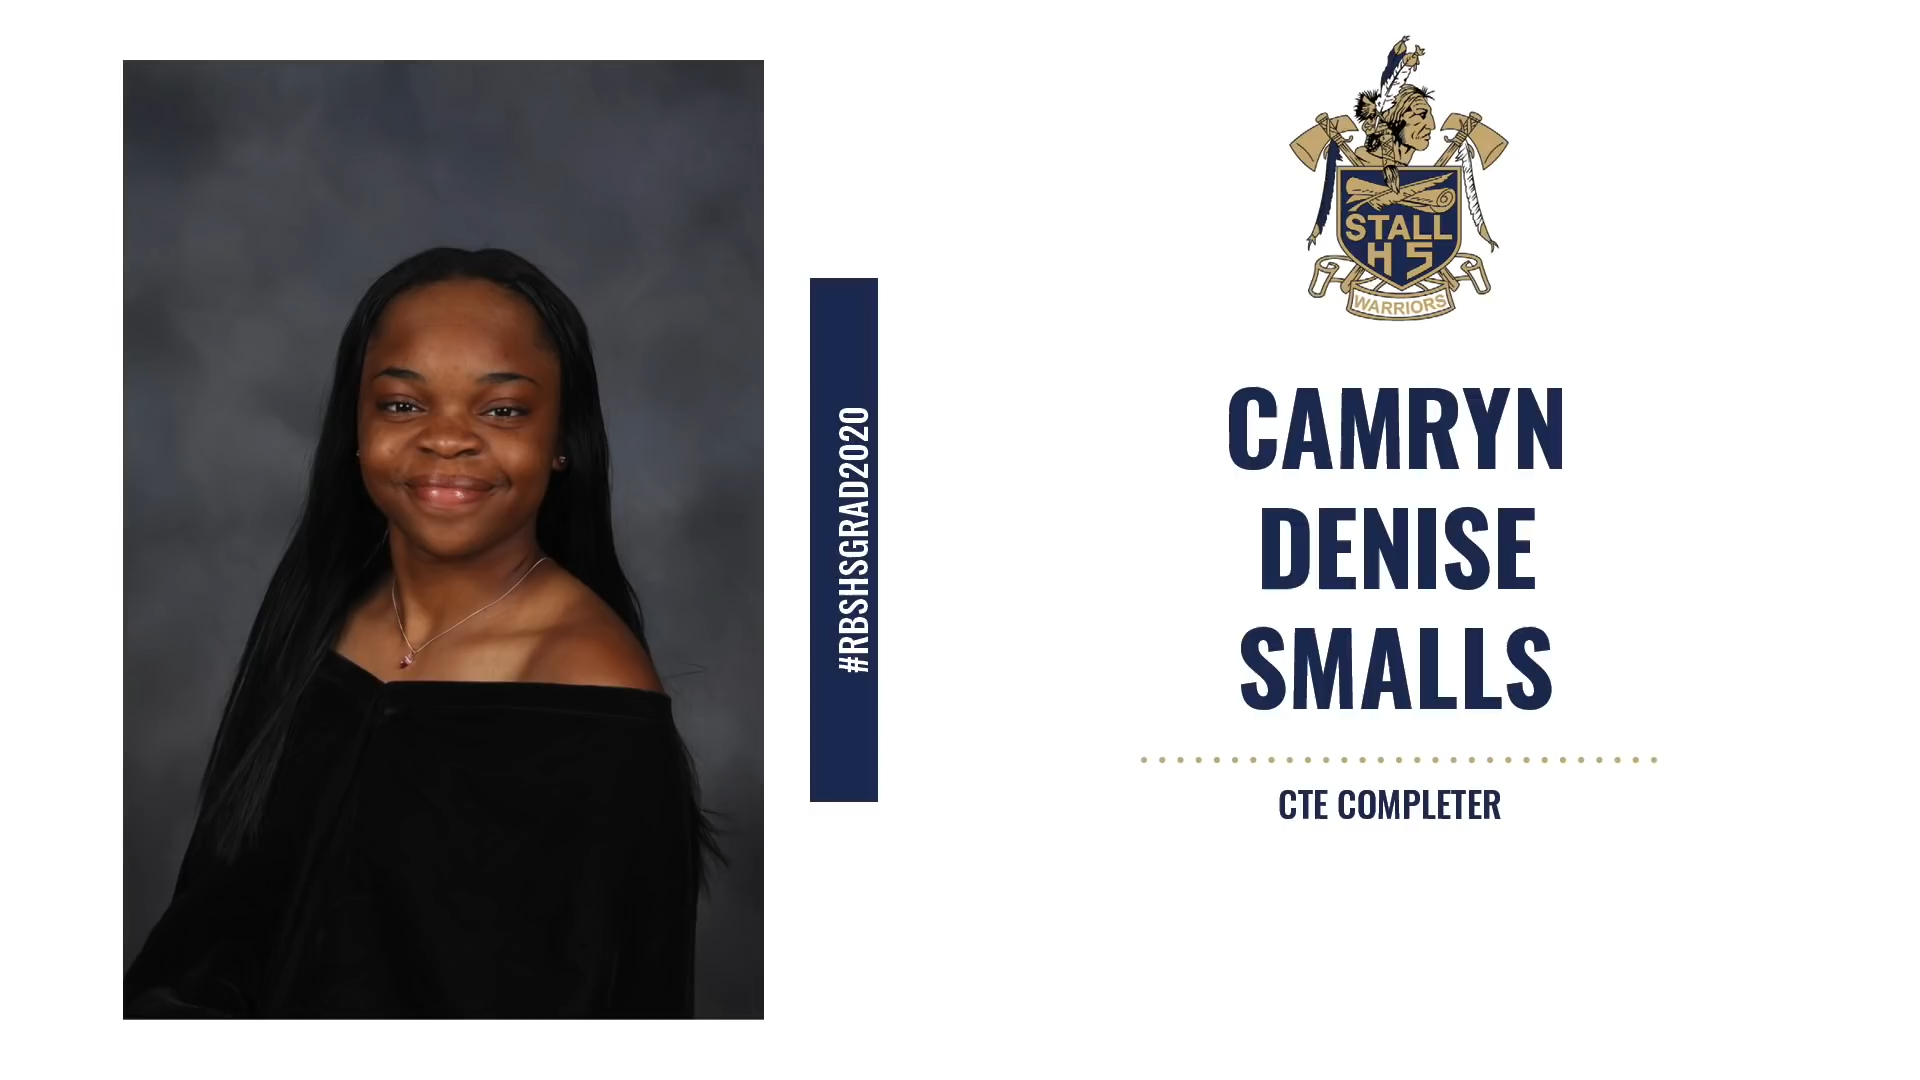 STALL
HS
WARRIORS
#RBSHSGRAD2020
CAMRYN
DENISE
SMALLS
CTE COMPLETER